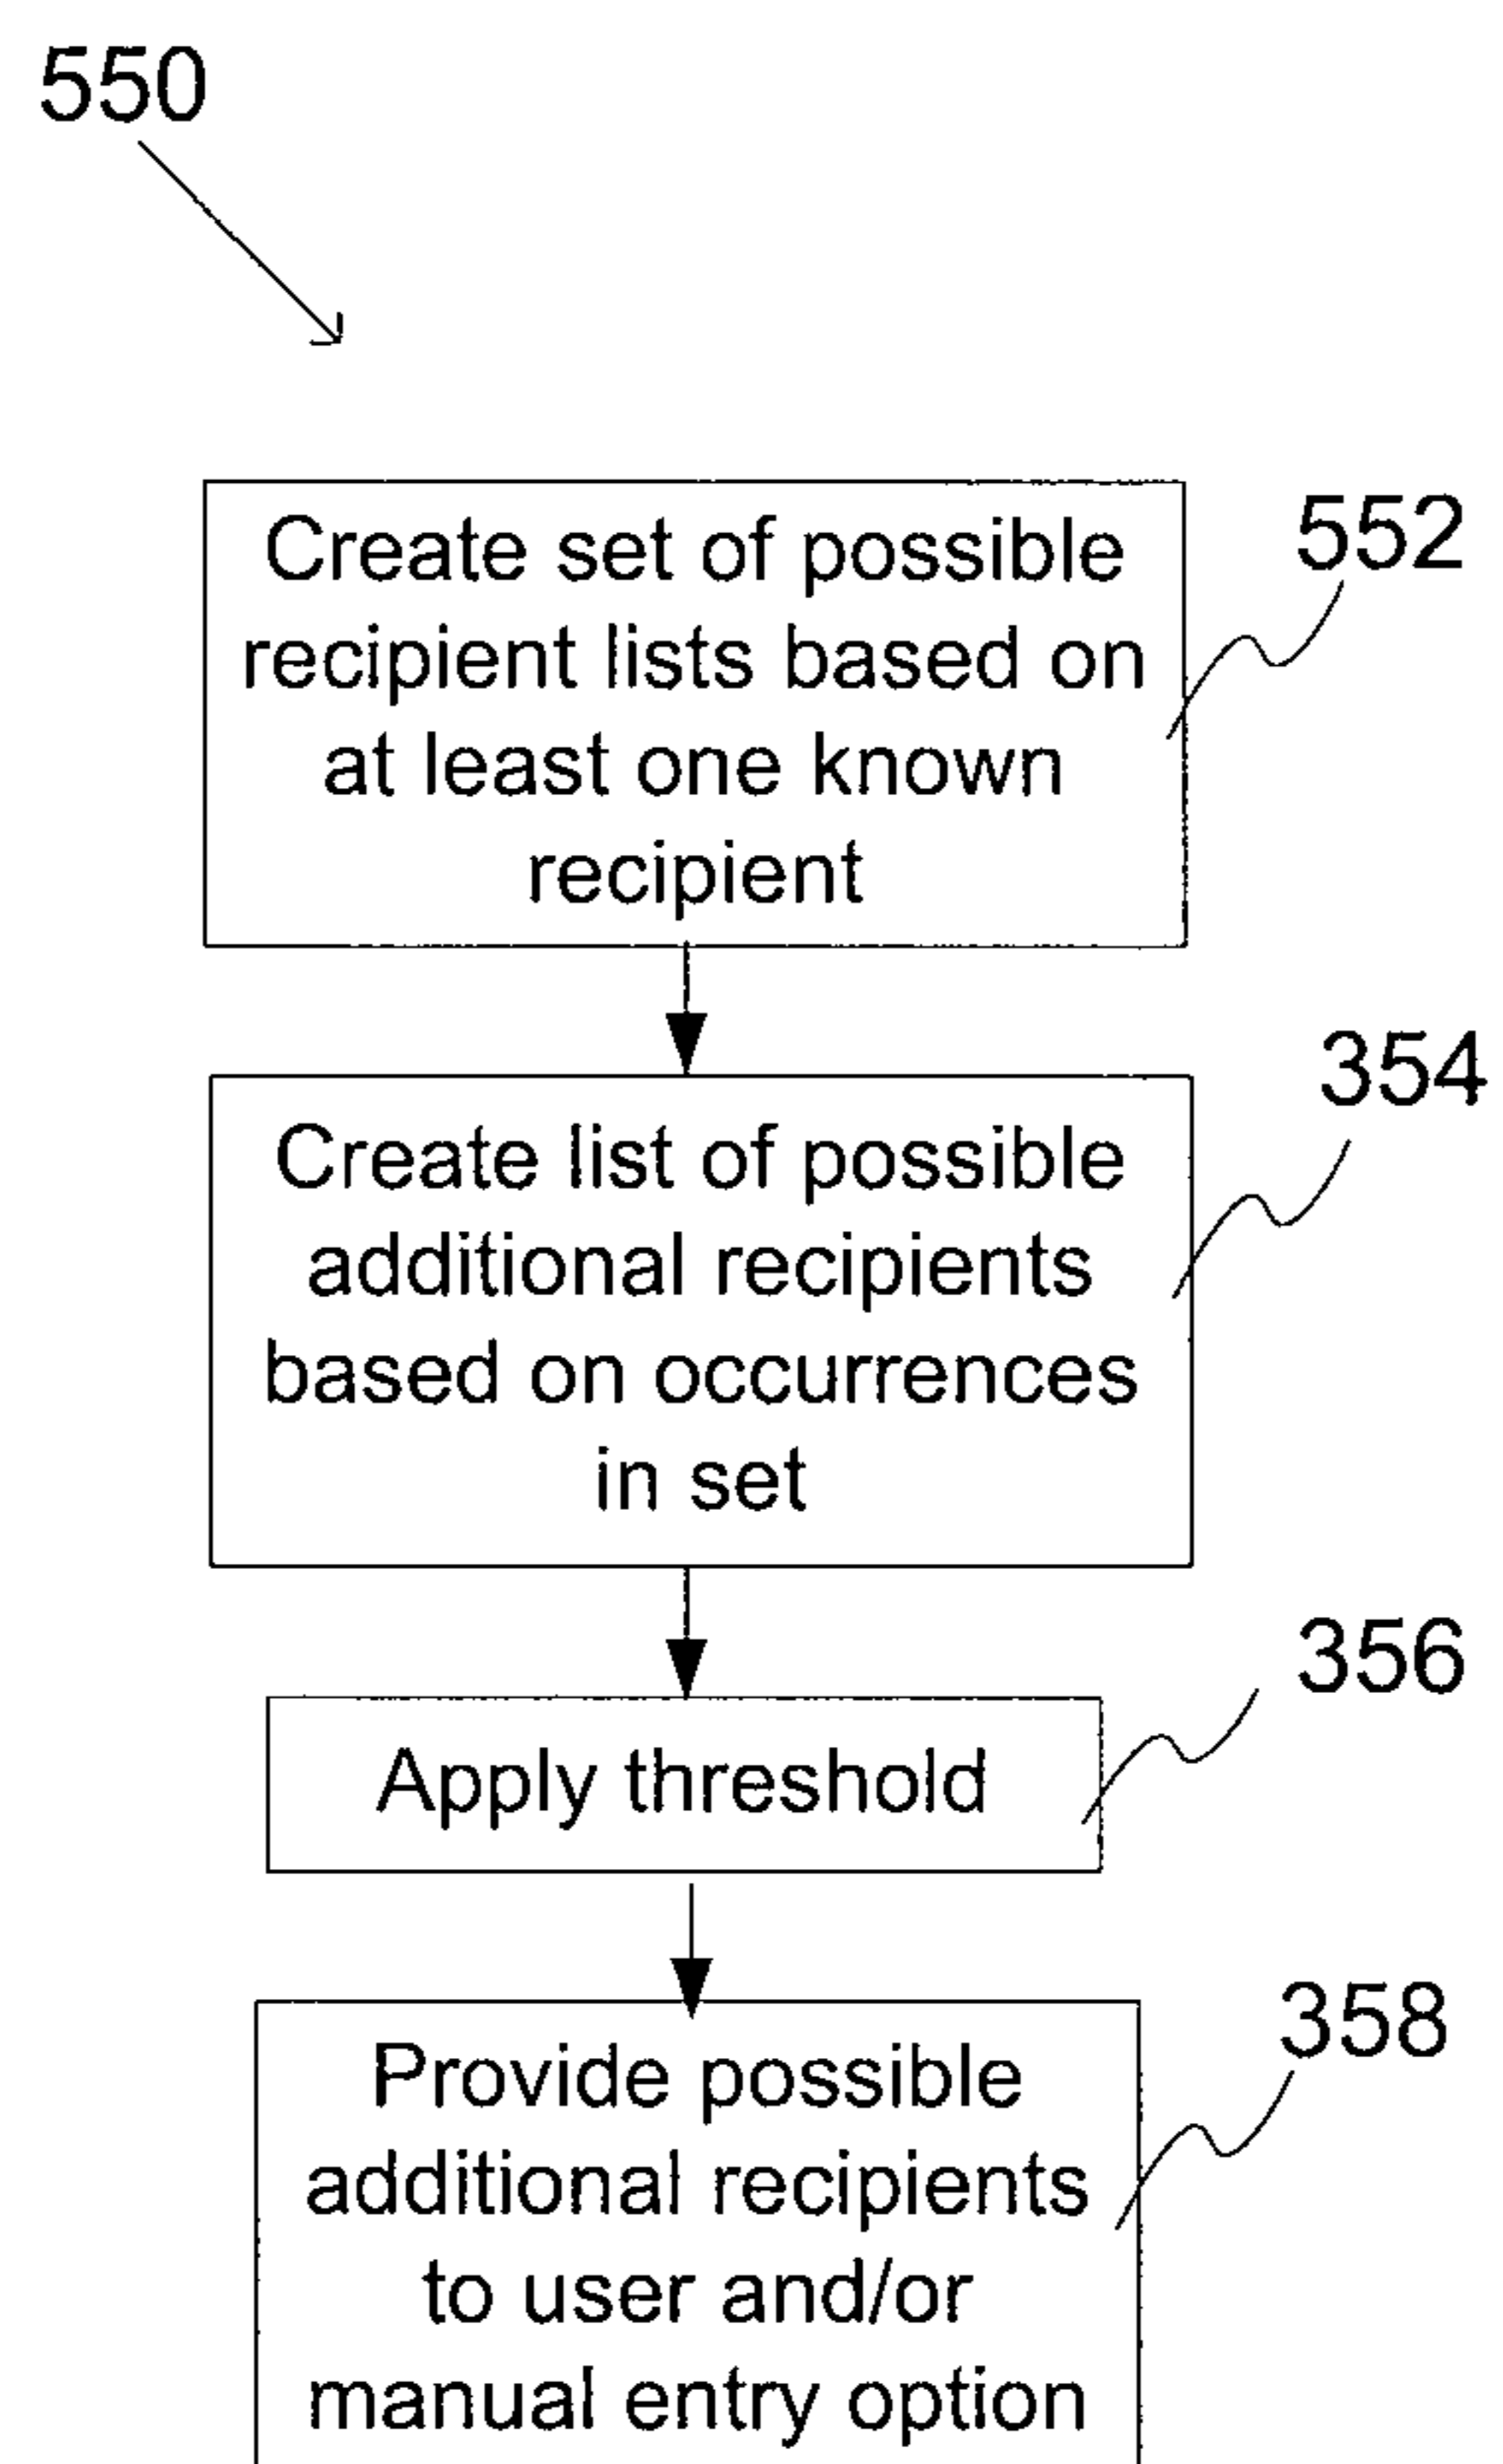 550
Create set of possible
recipient lists based on
at least one known
recipient
552
Create list of possible
additional recipients
based on occurrences
in set
354
Apply threshold
356
Provide possible
additional recipients
to user and/or
manual entry option
358